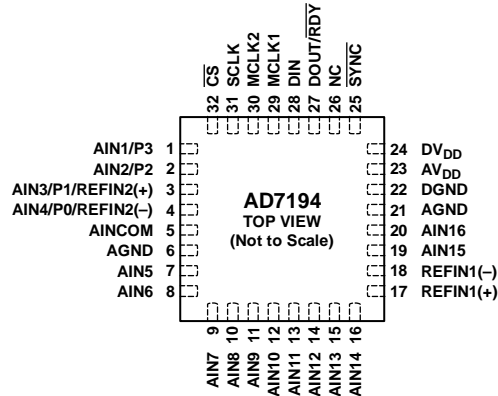 32 C̅S̅
31 SCLK
30 MCLK2
29 MCLK1
28 DIN
27 DOUT/R̅D̅Y̅
26 NC
25 S̅Y̅N̅C̅
AIN1/P3 1
AIN2/P2 2
AIN3/P1/REFIN2(+) 3
AIN4/P0/REFIN2(–) 4
AINCOM 5
AGND 6
AIN5 7
AIN6 8
AD7194
TOP VIEW
(Not to Scale)
24 DVDD
23 AVDD
22 DGND
21 AGND
20 AIN16
19 AIN15
18 REFIN1(–)
17 REFIN1(+)
AIN7 9
AIN8 10
AIN9 11
AIN10 12
AIN11 13
AIN12 14
AIN13 15
AIN14 16